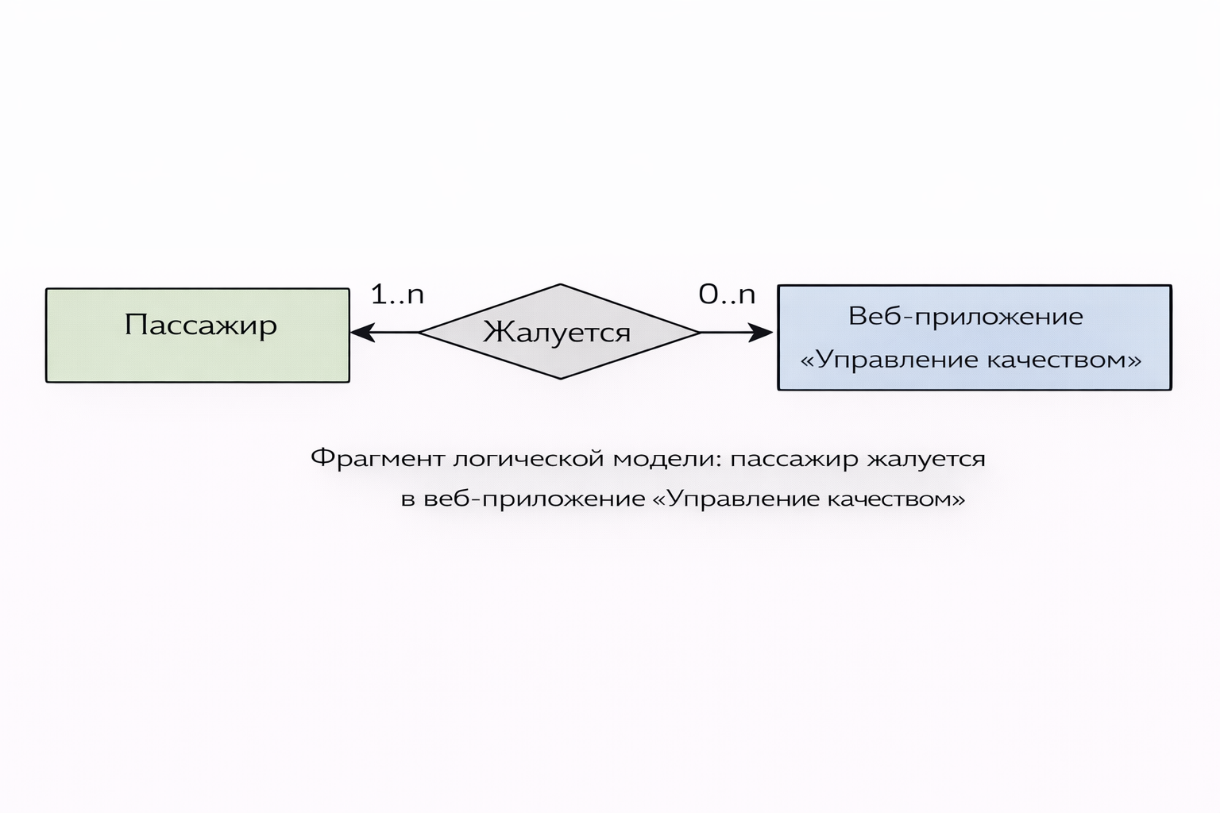 Пассажир
1..n
Жалуется
0..n
Веб-приложение
«Управление качеством»
Фрагмент логической модели: пассажир жалуется
в веб-приложение «Управление качеством»